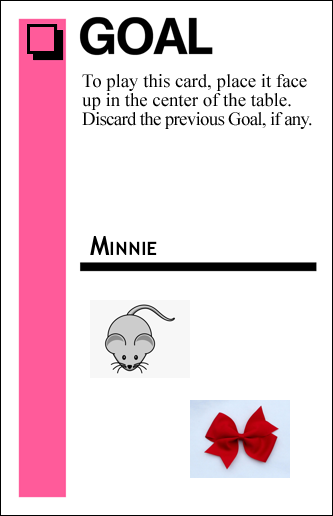 GOAL
To play this card, place it face
up in the center of the table.
Discard the previous Goal, if any.
MINNIE